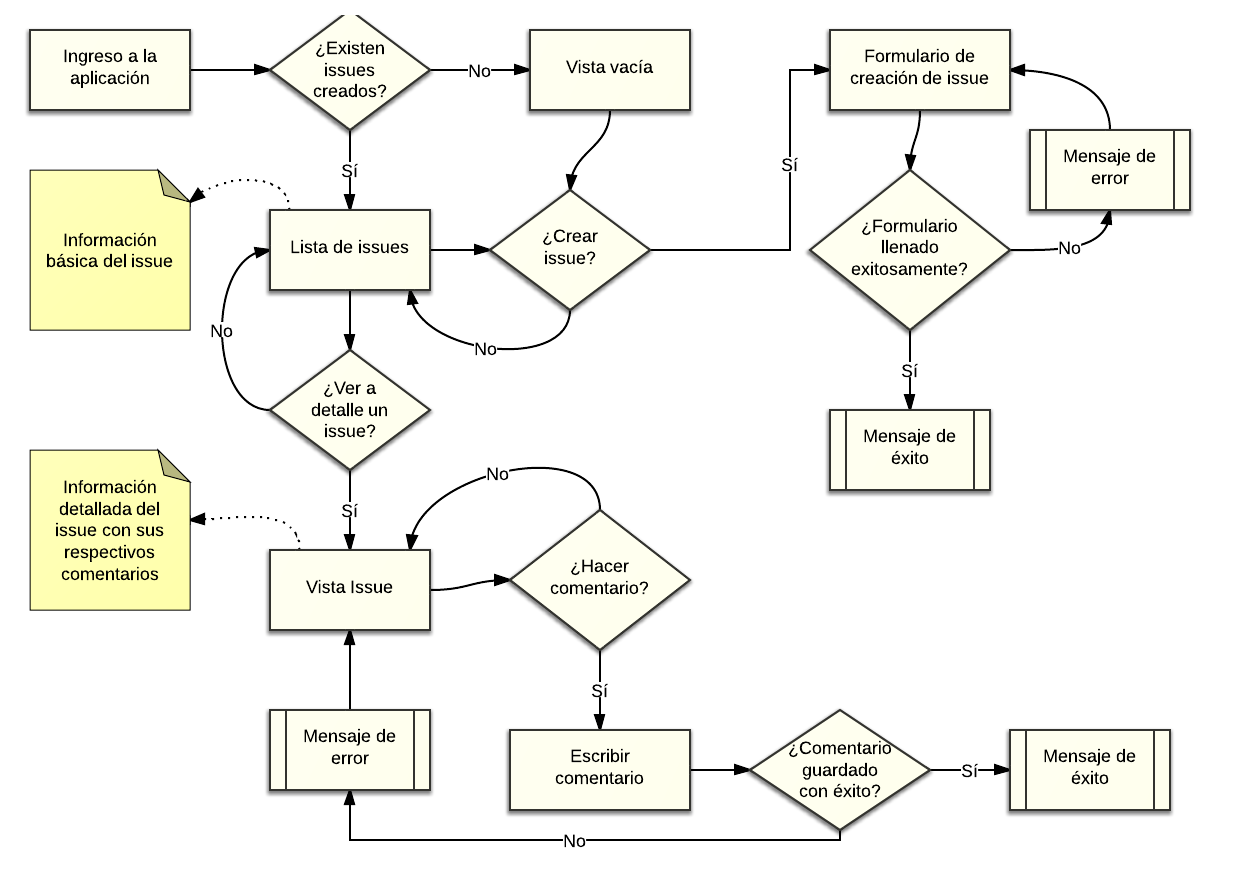 Ingreso a la
aplicación
¿Existen
issues
creados?
No
Vista vacía
Formulario de
creación de issue
Mensaje de
error
Sí
Sí
Información
básica del issue
Lista de issues
¿Crear
issue?
¿Formulario
llenado
exitosamente?
No
No
No
¿Ver a
detalle un
issue?
Sí
Mensaje de
éxito
Información
detallada del
issue con sus
respectivos
comentarios
Sí
No
Vista Issue
¿Hacer
comentario?
Sí
Mensaje de
error
Escribir
comentario
¿Comentario
guardado
con éxito?
Sí
Mensaje de
éxito
No